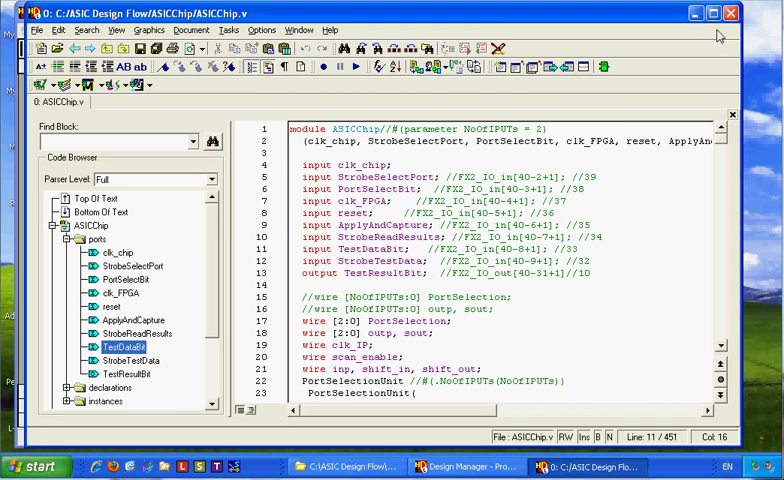 0: C:/ASIC Design Flow/ASICChip/ASICChip.v
File Edit Search View Graphics Document Tasks Options Window Help
AB ab
0: ASICChip.v
Find Block:
Code Browser
Parser Level: Full
Top Of Text
Bottom Of Text
ASICChip
ports
clk_chip
StrobeSelectPort
PortSelectBit
clk_FPGA
reset
ApplyAndCapture
StrobeReadResults
TestDataBit
StrobeTestData
TestResultBit
declarations
instances
1 module ASICChip//#(parameter NoOfIPUTs = 2)
2 (clk_chip, StrobeSelectPort, PortSelectBit, clk_FPGA, reset,
3
4 input clk_chip;
5 input StrobeSelectPort; //FX2_IO_in[40-2+1]; //39
6 input PortSelectBit; //FX2_IO_in[40-3+1]; //38
7 input clk_FPGA; //FX2_IO_in[40-4+1]; //37
8 input reset; //FX2_IO_in[40-5+1]; //36
9 input ApplyAndCapture; //FX2_IO_in[40-6+1]; //35
10 input StrobeReadResults; //FX2_IO_in[40-7+1]; //34
11 input TestDataBit; //FX2_IO_in[40-8+1]; //33
12 input StrobeTestData; //FX2_IO_in[40-9+1]; //32
13 output TestResultBit; //FX2_IO_out[40-31+1]//10
14
15 //wire [NoOfIPUTs:0] PortSelection;
16 //wire [NoOfIPUTs:0] outp, sout;
17 wire [2:0] PortSelection;
18 wire [2:0] outp, sout;
19 wire clk_IP;
20 wire scan_enable;
21 wire inp, shift_in, shift_out;
22 PortSelectionUnit //#(.NoOfIPUTs(NoOfIPUTs))
23 PortSelectionUnit(
File : ASICChip.v RW Ins B N Line: 11 / 451 Col: 16
start L S T C:\ASIC Design Flow\... Design Manager - Pro... 0: C:/ASIC Design Flo... EN